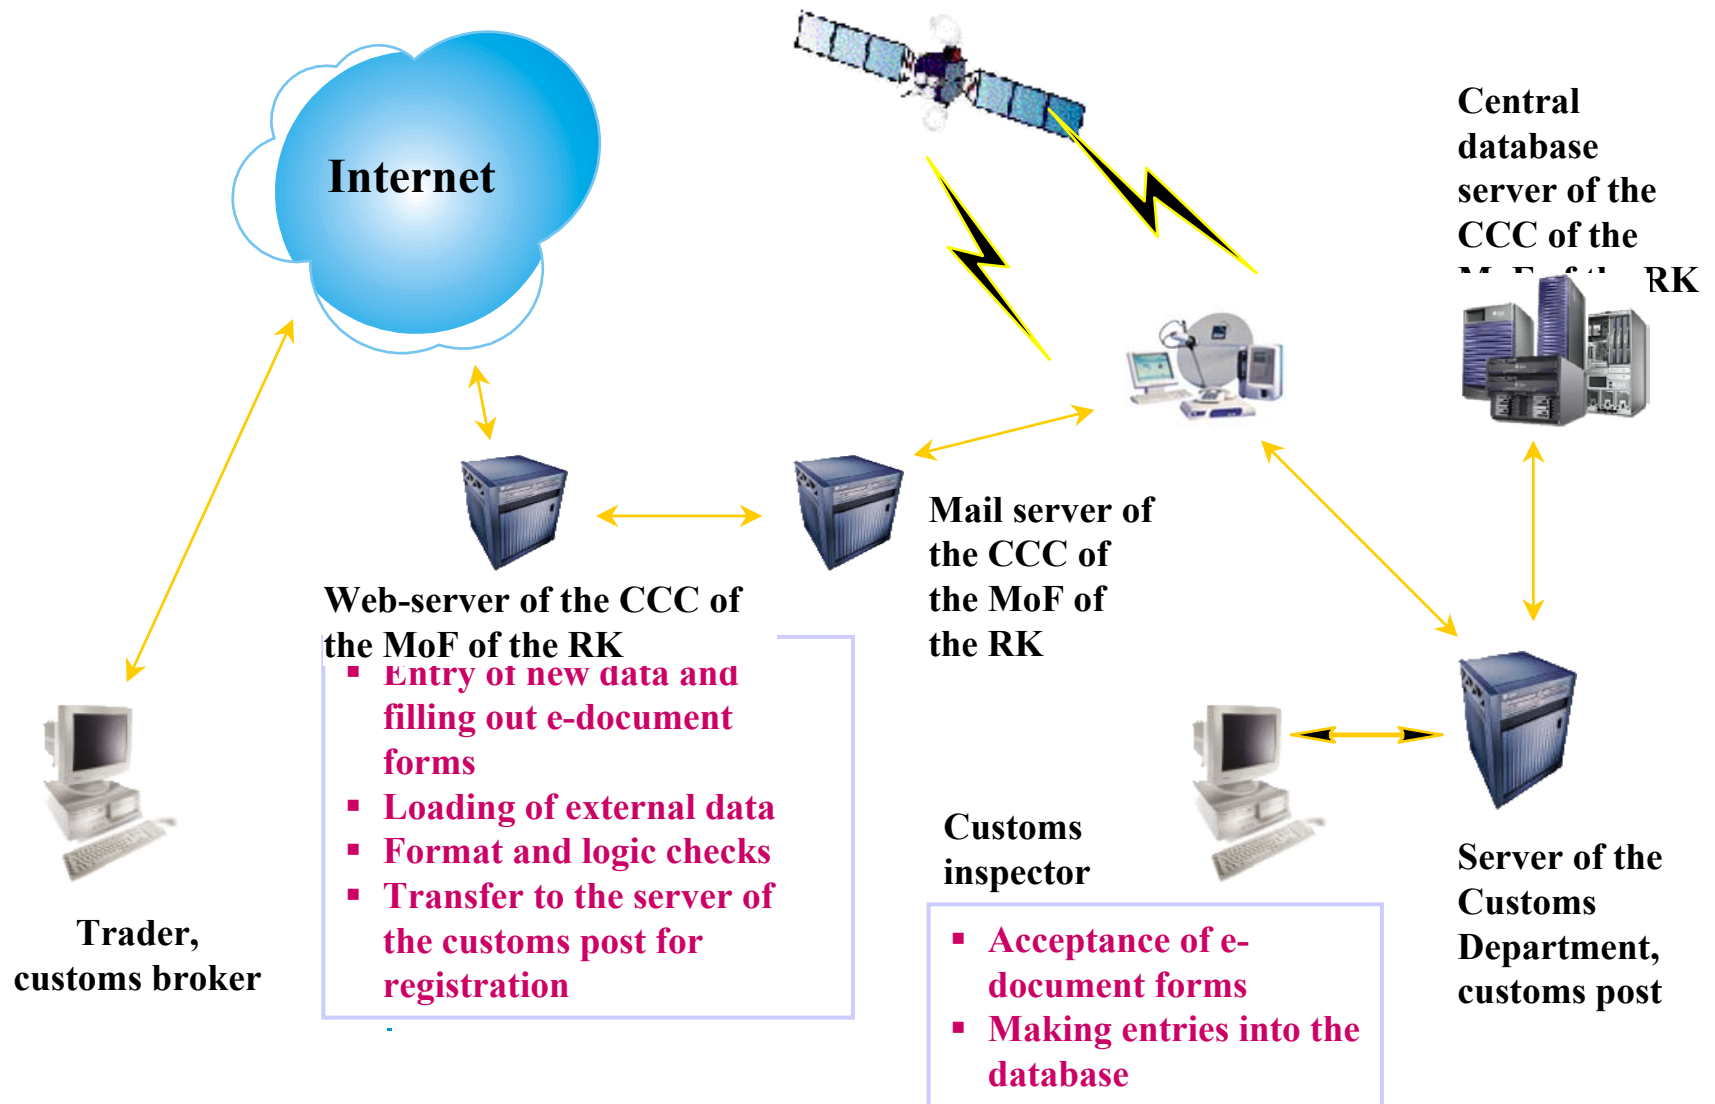 Internet
Central
database
server of the
CCC of the
MoF of the RK
Mail server of
the CCC of
the MoF of
the RK
Web-server of the CCC of
the MoF of the RK
▪ Entry of new data and
filling out e-document
forms
▪ Loading of external data
▪ Format and logic checks
▪ Transfer to the server of
the customs post for
registration
Trader,
customs broker
Customs
inspector
▪ Acceptance of e-
document forms
▪ Making entries into the
database
Server of the
Customs
Department,
customs post